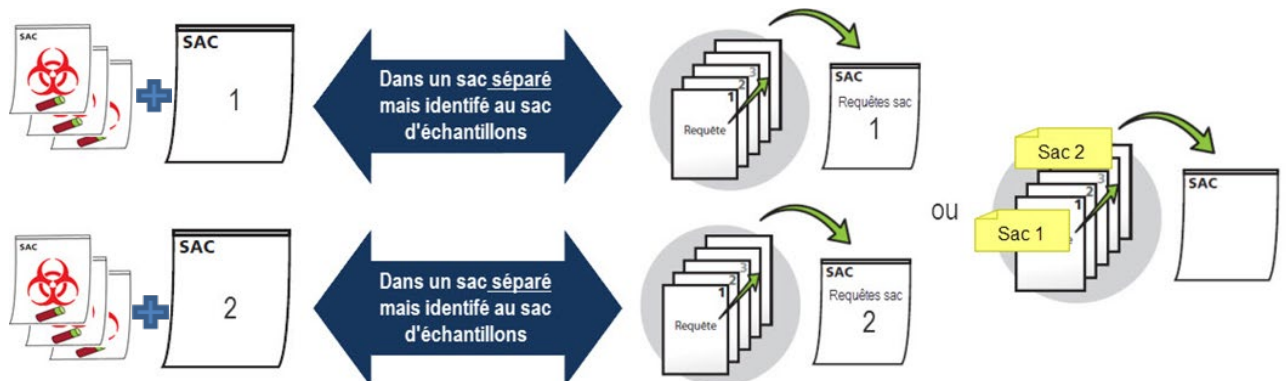 SAC
SAC
1
Dans un sac séparé
mais identifé au sac
d'échantillons
1
2
3
Requête
SAC
Requêtes sac
1
SAC
SAC
2
Dans un sac séparé
mais identifé au sac
d'échantillons
1
2
3
Requête
SAC
Requêtes sac
2
ou
Sac 2
3
2
1
Sac 1
e
SAC